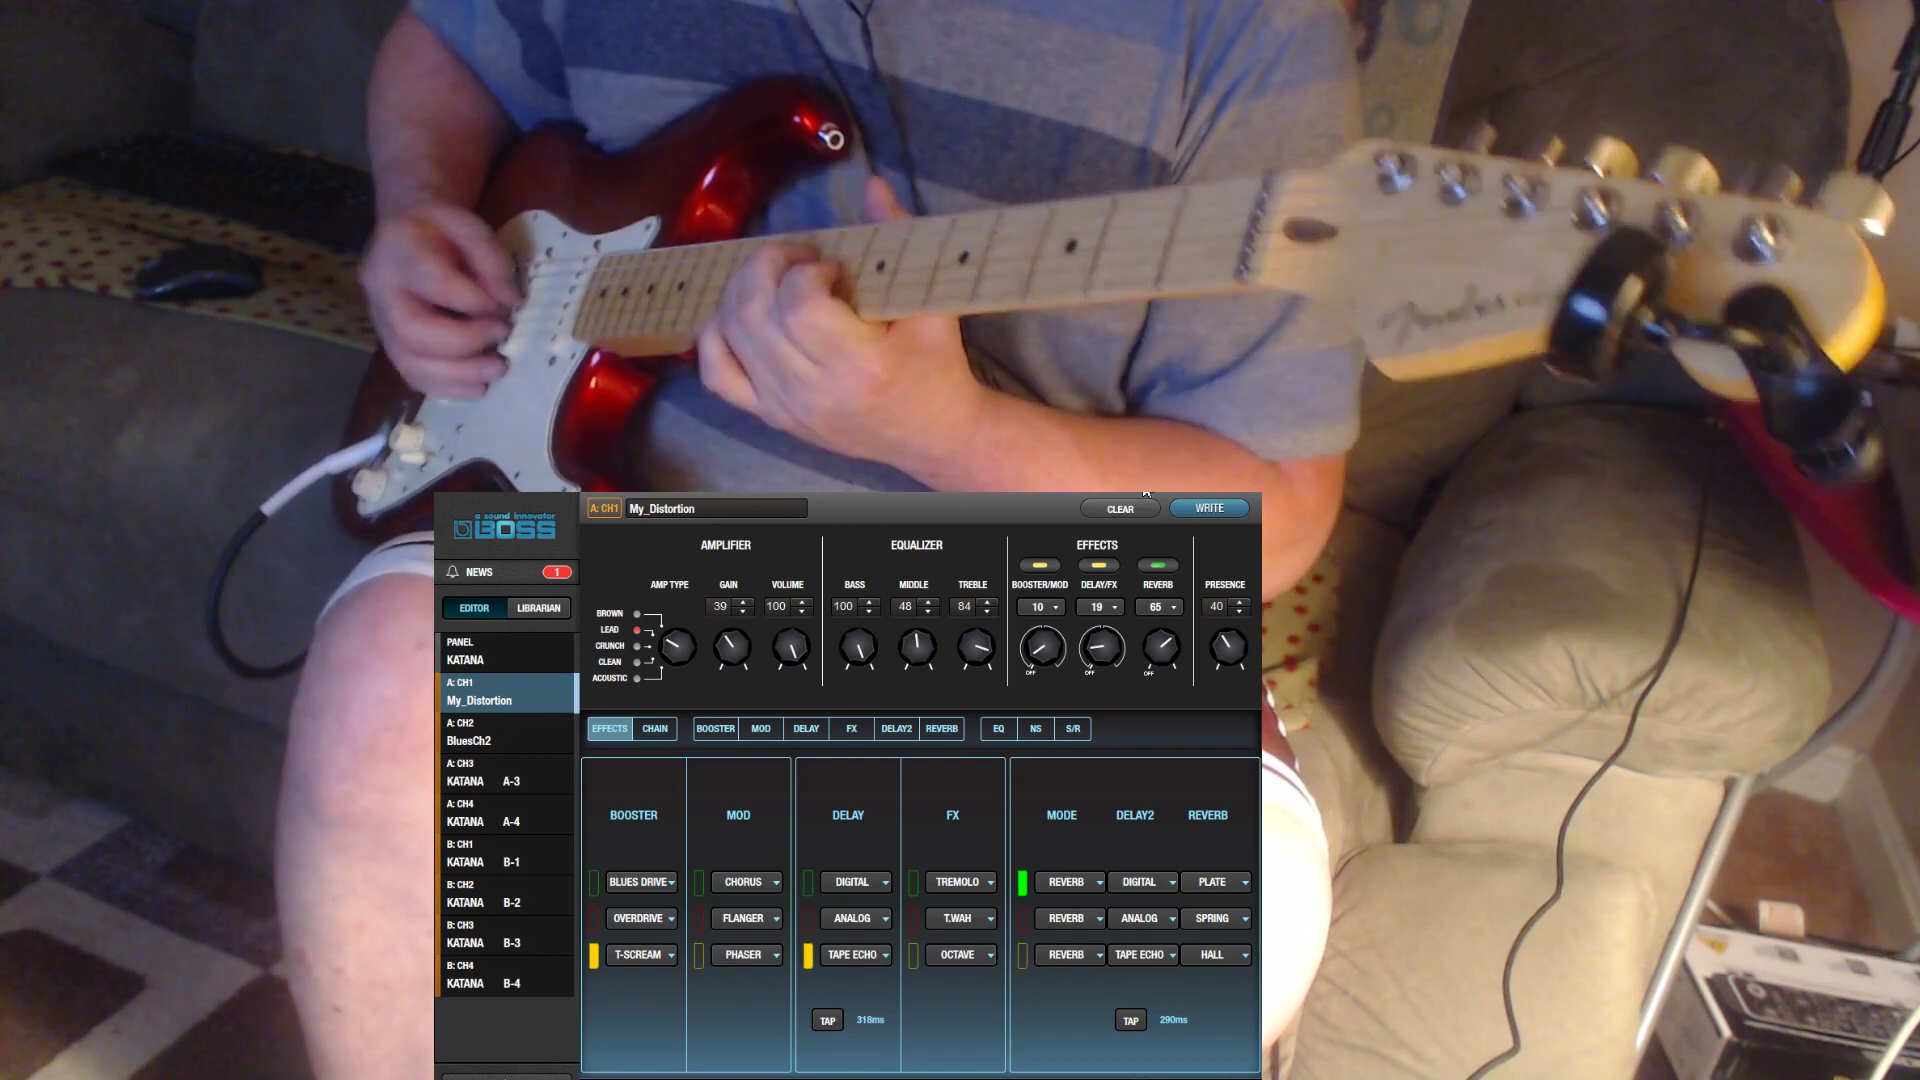 Fender
a sound innovator
BOSS
A: CH1 My_Distortion CLEAR WRITE
NEWS 1
EDITOR LIBRARIAN
PANEL
KATANA
A: CH1
My_Distortion
A: CH2
BluesCh2
A: CH3
KATANA A-3
A: CH4
KATANA A-4
B: CH1
KATANA B-1
B: CH2
KATANA B-2
B: CH3
KATANA B-3
B: CH4
KATANA B-4
AMPLIFIER EQUALIZER EFFECTS
AMP TYPE GAIN VOLUME BASS MIDDLE TREBLE BOOSTER/MOD DELAY/FX REVERB PRESENCE
39 100 100 48 84 10 19 65 40
BROWN
LEAD
CRUNCH
CLEAN
ACOUSTIC
OFF OFF OFF
EFFECTS CHAIN BOOSTER MOD DELAY FX DELAY2 REVERB EQ NS S/R
BOOSTER MOD DELAY FX MODE DELAY2 REVERB
BLUES DRIVE CHORUS DIGITAL TREMOLO REVERB DIGITAL PLATE
OVERDRIVE FLANGER ANALOG T.WAH REVERB ANALOG SPRING
T-SCREAM PHASER TAPE ECHO OCTAVE REVERB TAPE ECHO HALL
TAP 318ms TAP 290ms